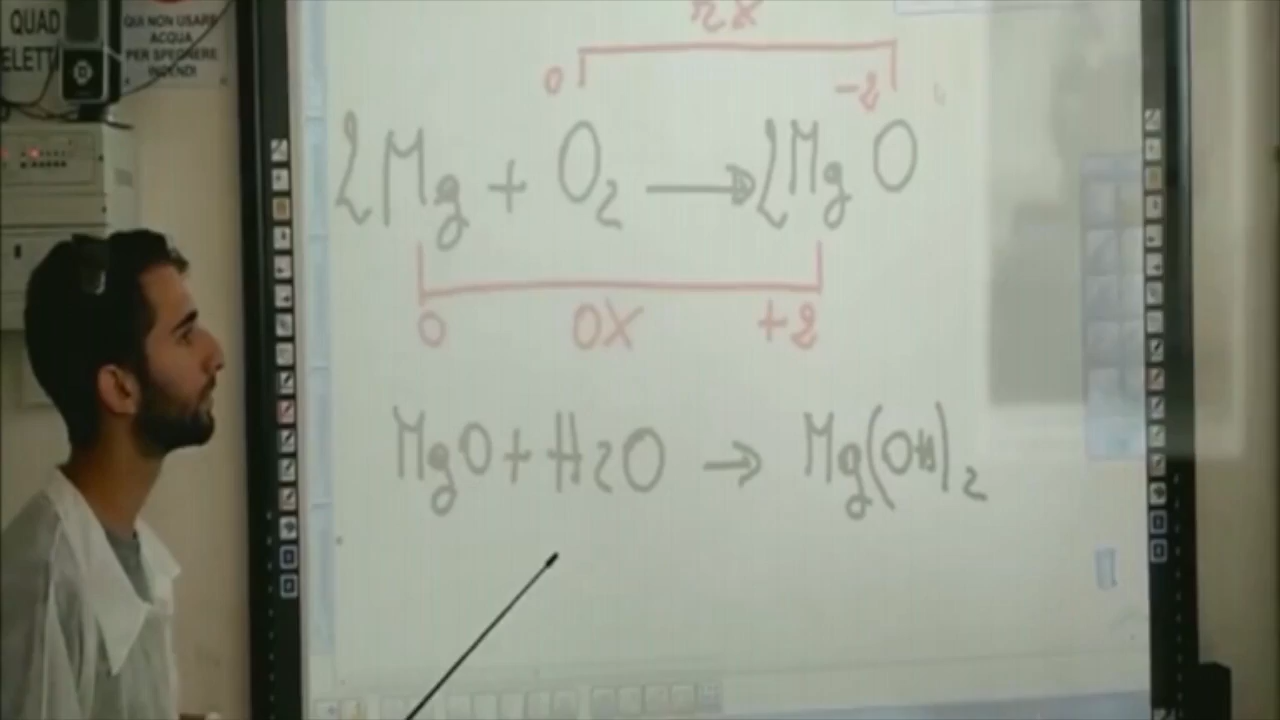 QUAD
ELETT
QUI NON USARE
ACQUA
PER SPEGNERE
INCENDI
rx
0 -2
2Mg + O2 → 2MgO
0 OX +2
MgO + H2O → Mg(OH)2